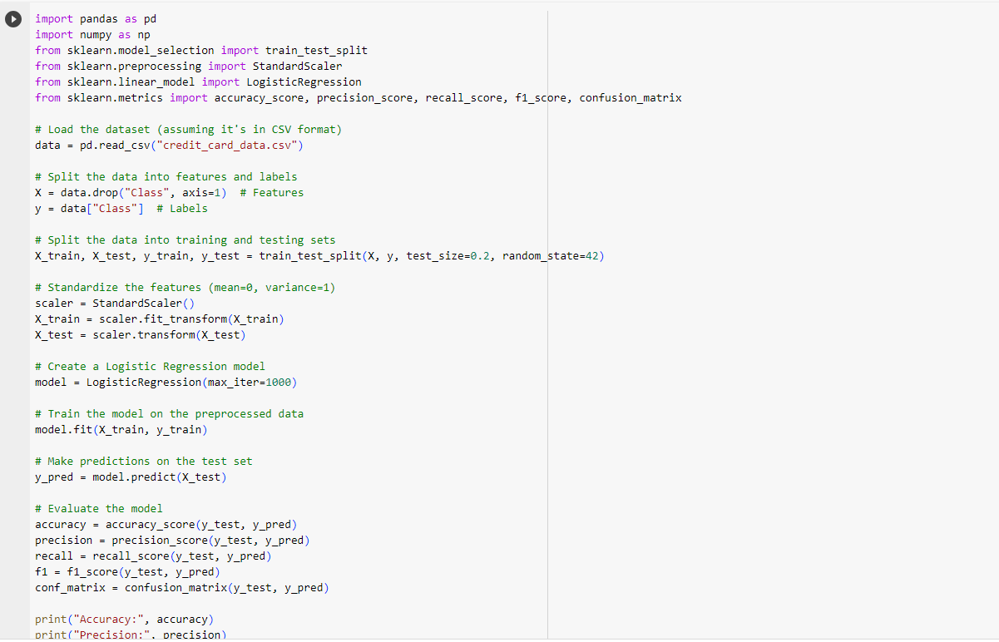 import pandas as pd
import numpy as np
from sklearn.model_selection import train_test_split
from sklearn.preprocessing import StandardScaler
from sklearn.linear_model import LogisticRegression
from sklearn.metrics import accuracy_score, precision_score, recall_score, f1_score, confusion_matrix

# Load the dataset (assuming it's in CSV format)
data = pd.read_csv("credit_card_data.csv")

# Split the data into features and labels
X = data.drop("Class", axis=1)  # Features
y = data["Class"]  # Labels

# Split the data into training and testing sets
X_train, X_test, y_train, y_test = train_test_split(X, y, test_size=0.2, random_state=42)

# Standardize the features (mean=0, variance=1)
scaler = StandardScaler()
X_train = scaler.fit_transform(X_train)
X_test = scaler.transform(X_test)

# Create a Logistic Regression model
model = LogisticRegression(max_iter=1000)

# Train the model on the preprocessed data
model.fit(X_train, y_train)

# Make predictions on the test set
y_pred = model.predict(X_test)

# Evaluate the model
accuracy = accuracy_score(y_test, y_pred)
precision = precision_score(y_test, y_pred)
recall = recall_score(y_test, y_pred)
f1 = f1_score(y_test, y_pred)
conf_matrix = confusion_matrix(y_test, y_pred)

print("Accuracy:", accuracy)
print("Precision:", precision)